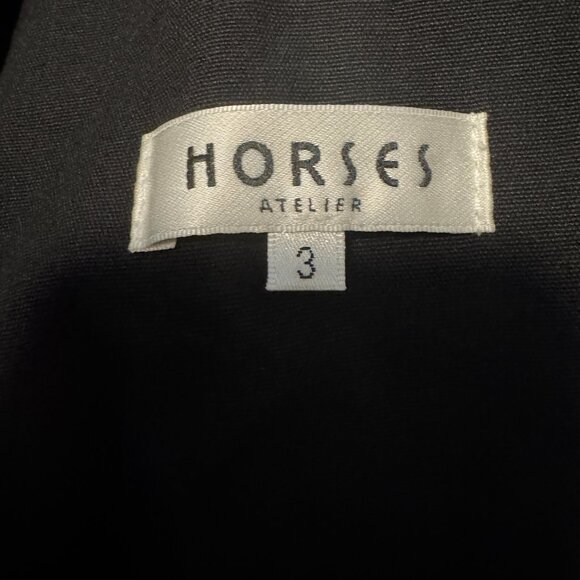 HORSES
ATELIER
3